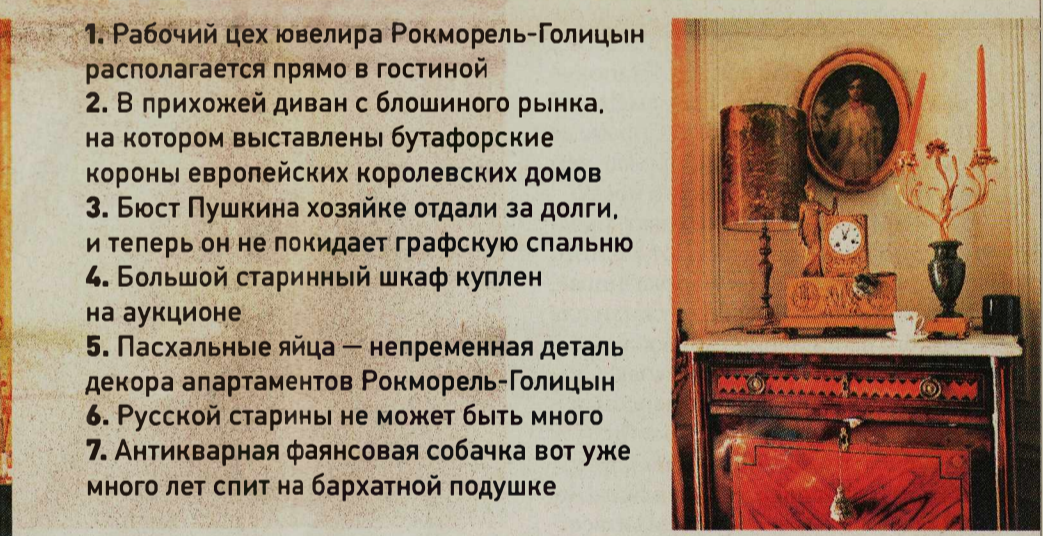 1. Рабочий цех ювелира Рокморель-Голицын
располагается прямо в гостиной
2. В прихожей диван с блошиного рынка,
на котором выставлены бутафорские
короны европейских королевских домов
3. Бюст Пушкина хозяйке отдали за долги,
и теперь он не покидает графскую спальню
4. Большой старинный шкаф куплен
на аукционе
5. Пасхальные яйца — непременная деталь
декора апартаментов Рокморель-Голицын
6. Русской старины не может быть много
7. Антикварная фаянсовая собачка вот уже
много лет спит на бархатной подушке